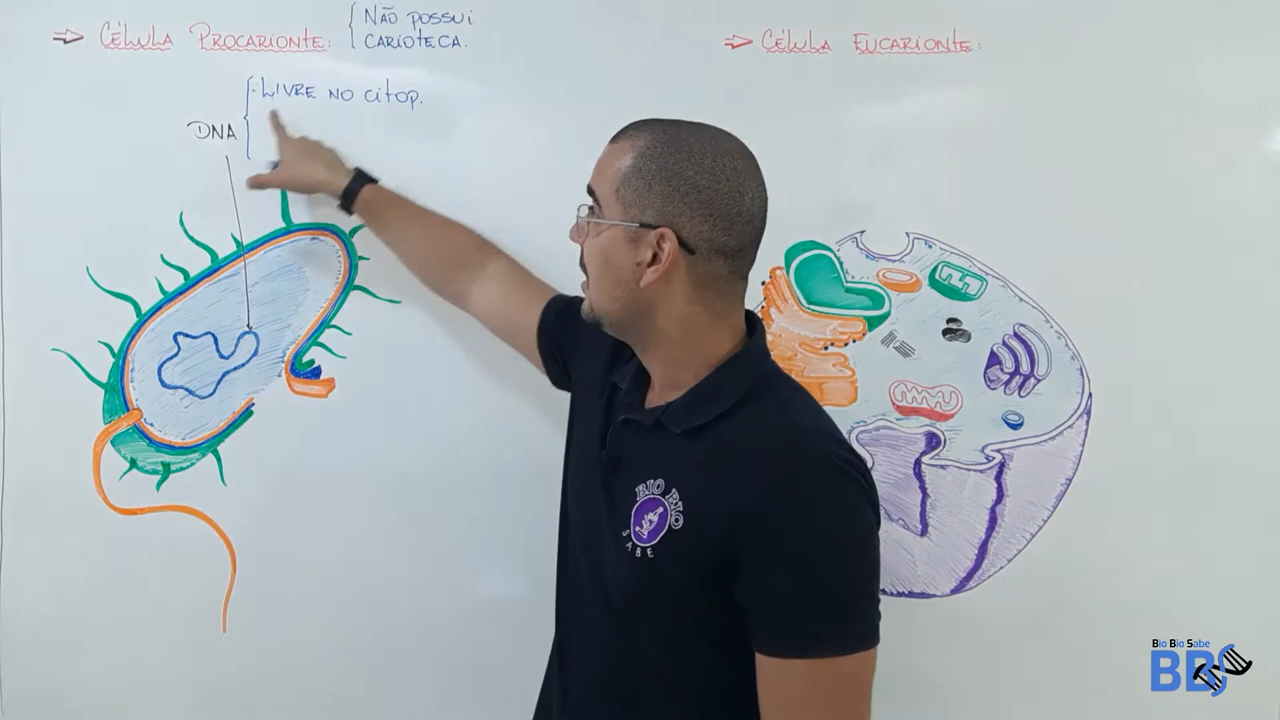 ⇒ CÉLULA PROCARIONTE: { NÃO POSSUI
CARIOTECA.
DNA { - LIVRE NO CITOP.
⇒ CÉLULA EUCARIONTE:
BIO BIO
SABE
Bio Bio Sabe
BBS